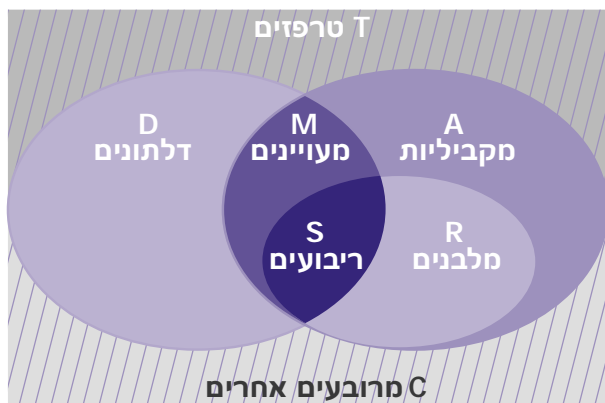 T טרפזים
D
דלתונים
M
מעויינים
A
מקביליות
S
ריבועים
R
מלבנים
C מרובעים אחרים